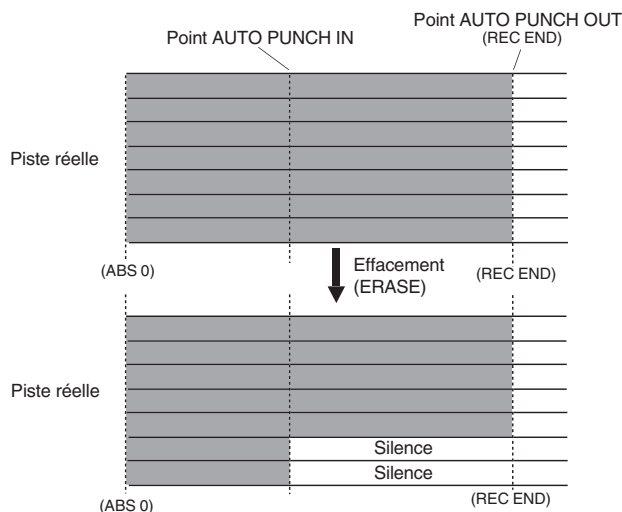 Point AUTO PUNCH OUT
(REC END)
Point AUTO PUNCH IN
Piste réelle
(ABS 0)
Effacement
(ERASE)
(REC END)
Piste réelle
Silence
Silence
(ABS 0)
(REC END)